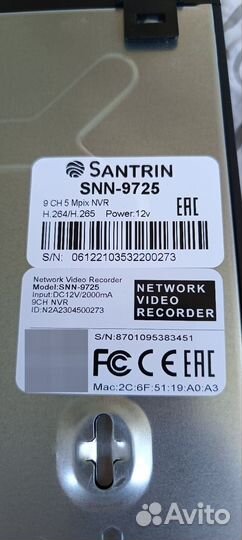 SANTRIN
SNN-9725
9 CH 5 Mpix NVR
H.264/H.265 Power:12v
EAC
S/N: 06122103532200273
Network Video Recorder
Model:SNN-9725
Input:DC12V/2000mA
9CH NVR
ID:N2A2304500273
NETWORK
VIDEO
RECORDER
S/N:8701095383451
FC CE EAC
Mac:2C:6F:51:19:A0:A3
Avito